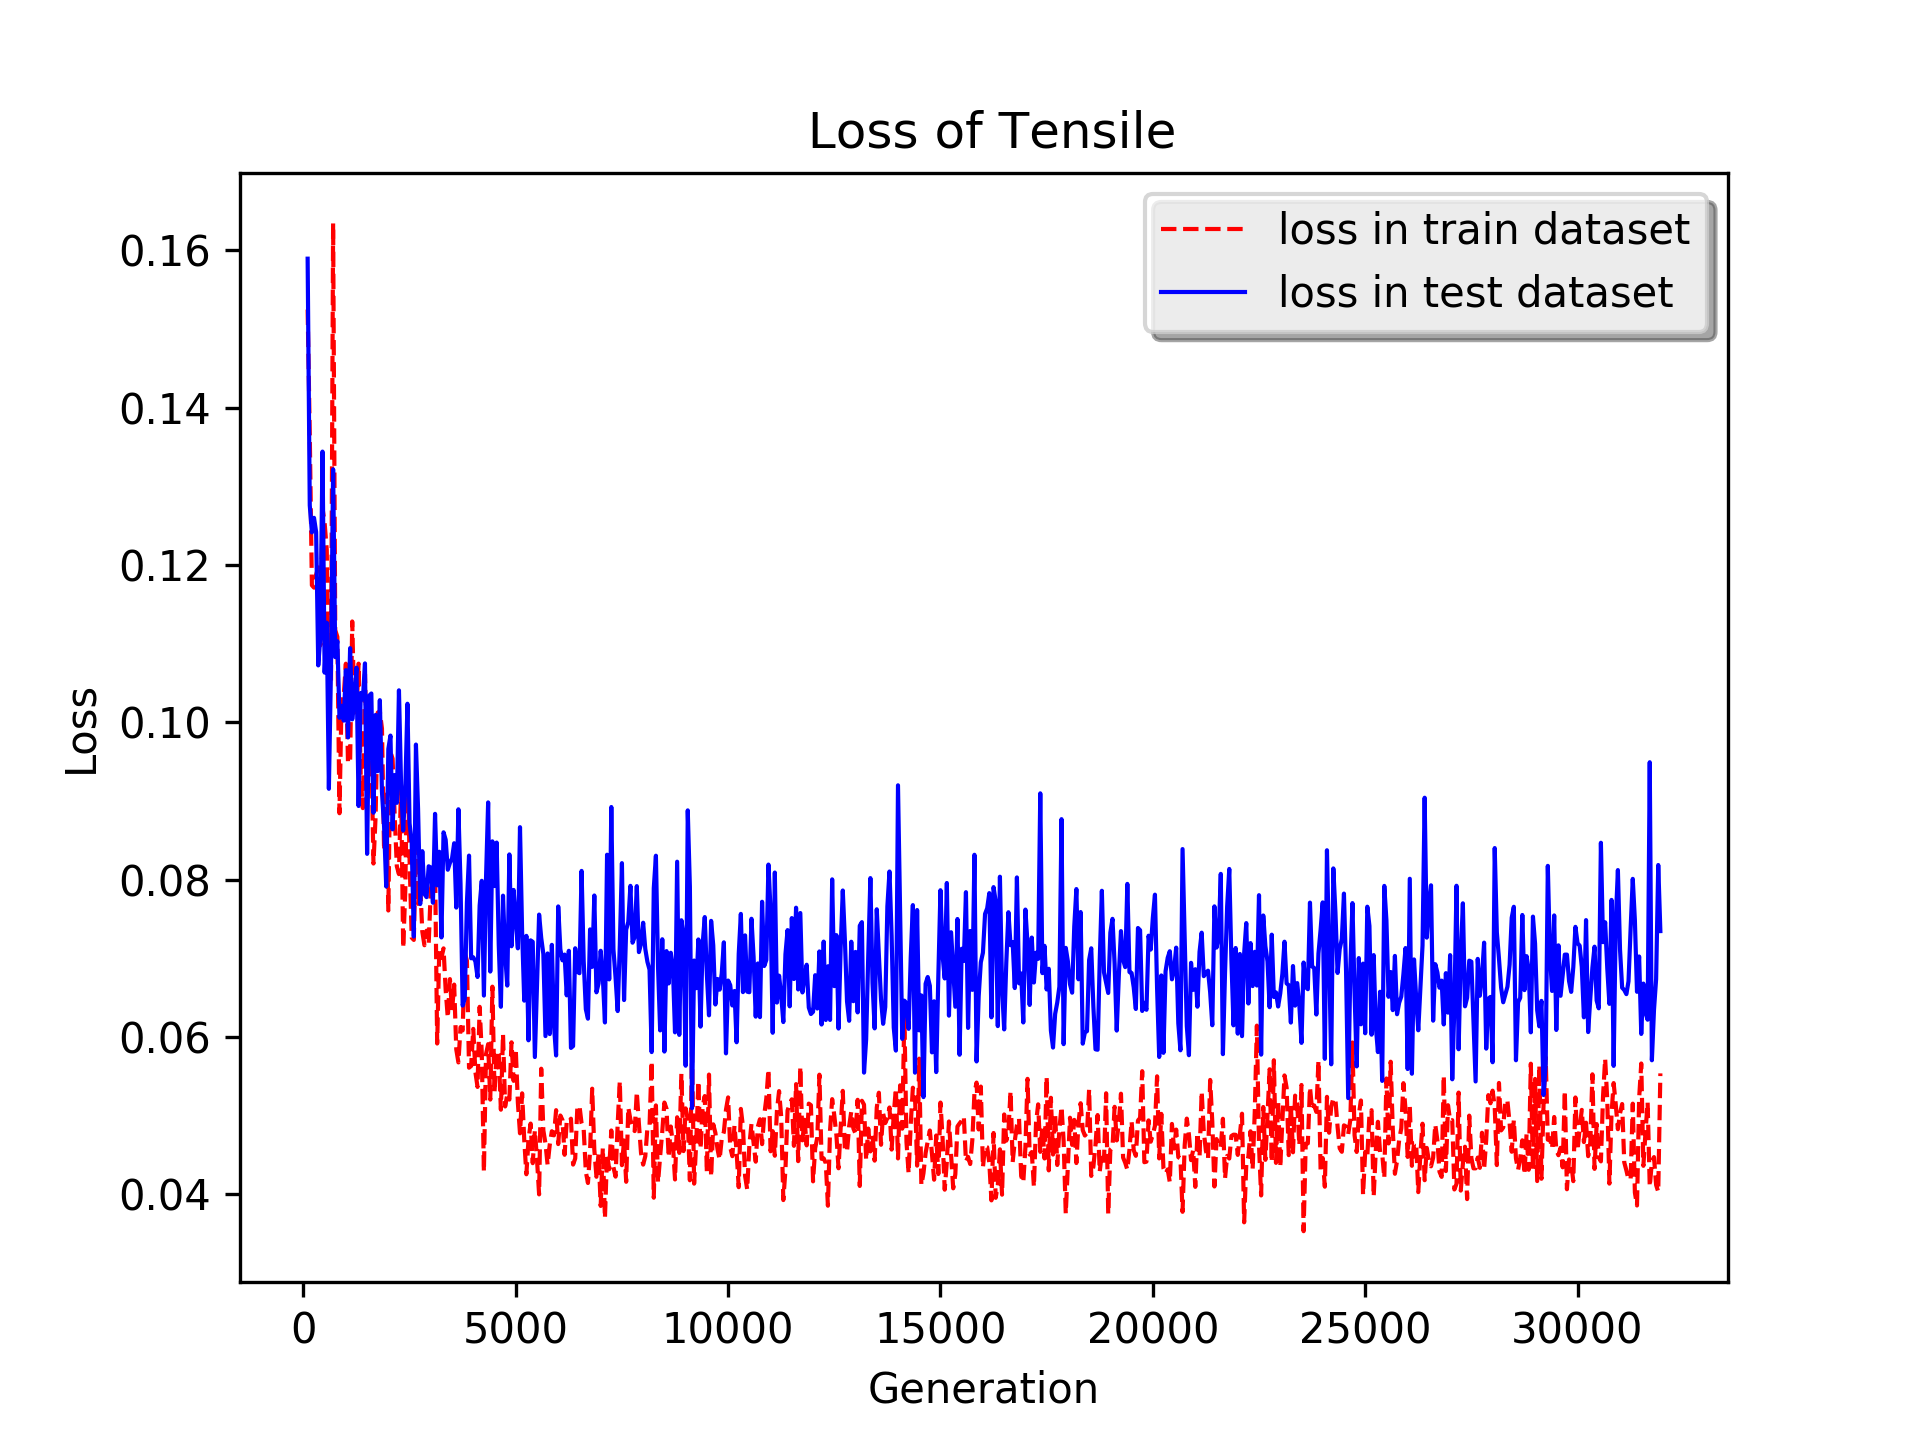 Loss of Tensile
loss in train dataset
loss in test dataset
0.16
0.14
0.12
0.10
0.08
0.06
0.04
Loss
0 5000 10000 15000 20000 25000 30000
Generation